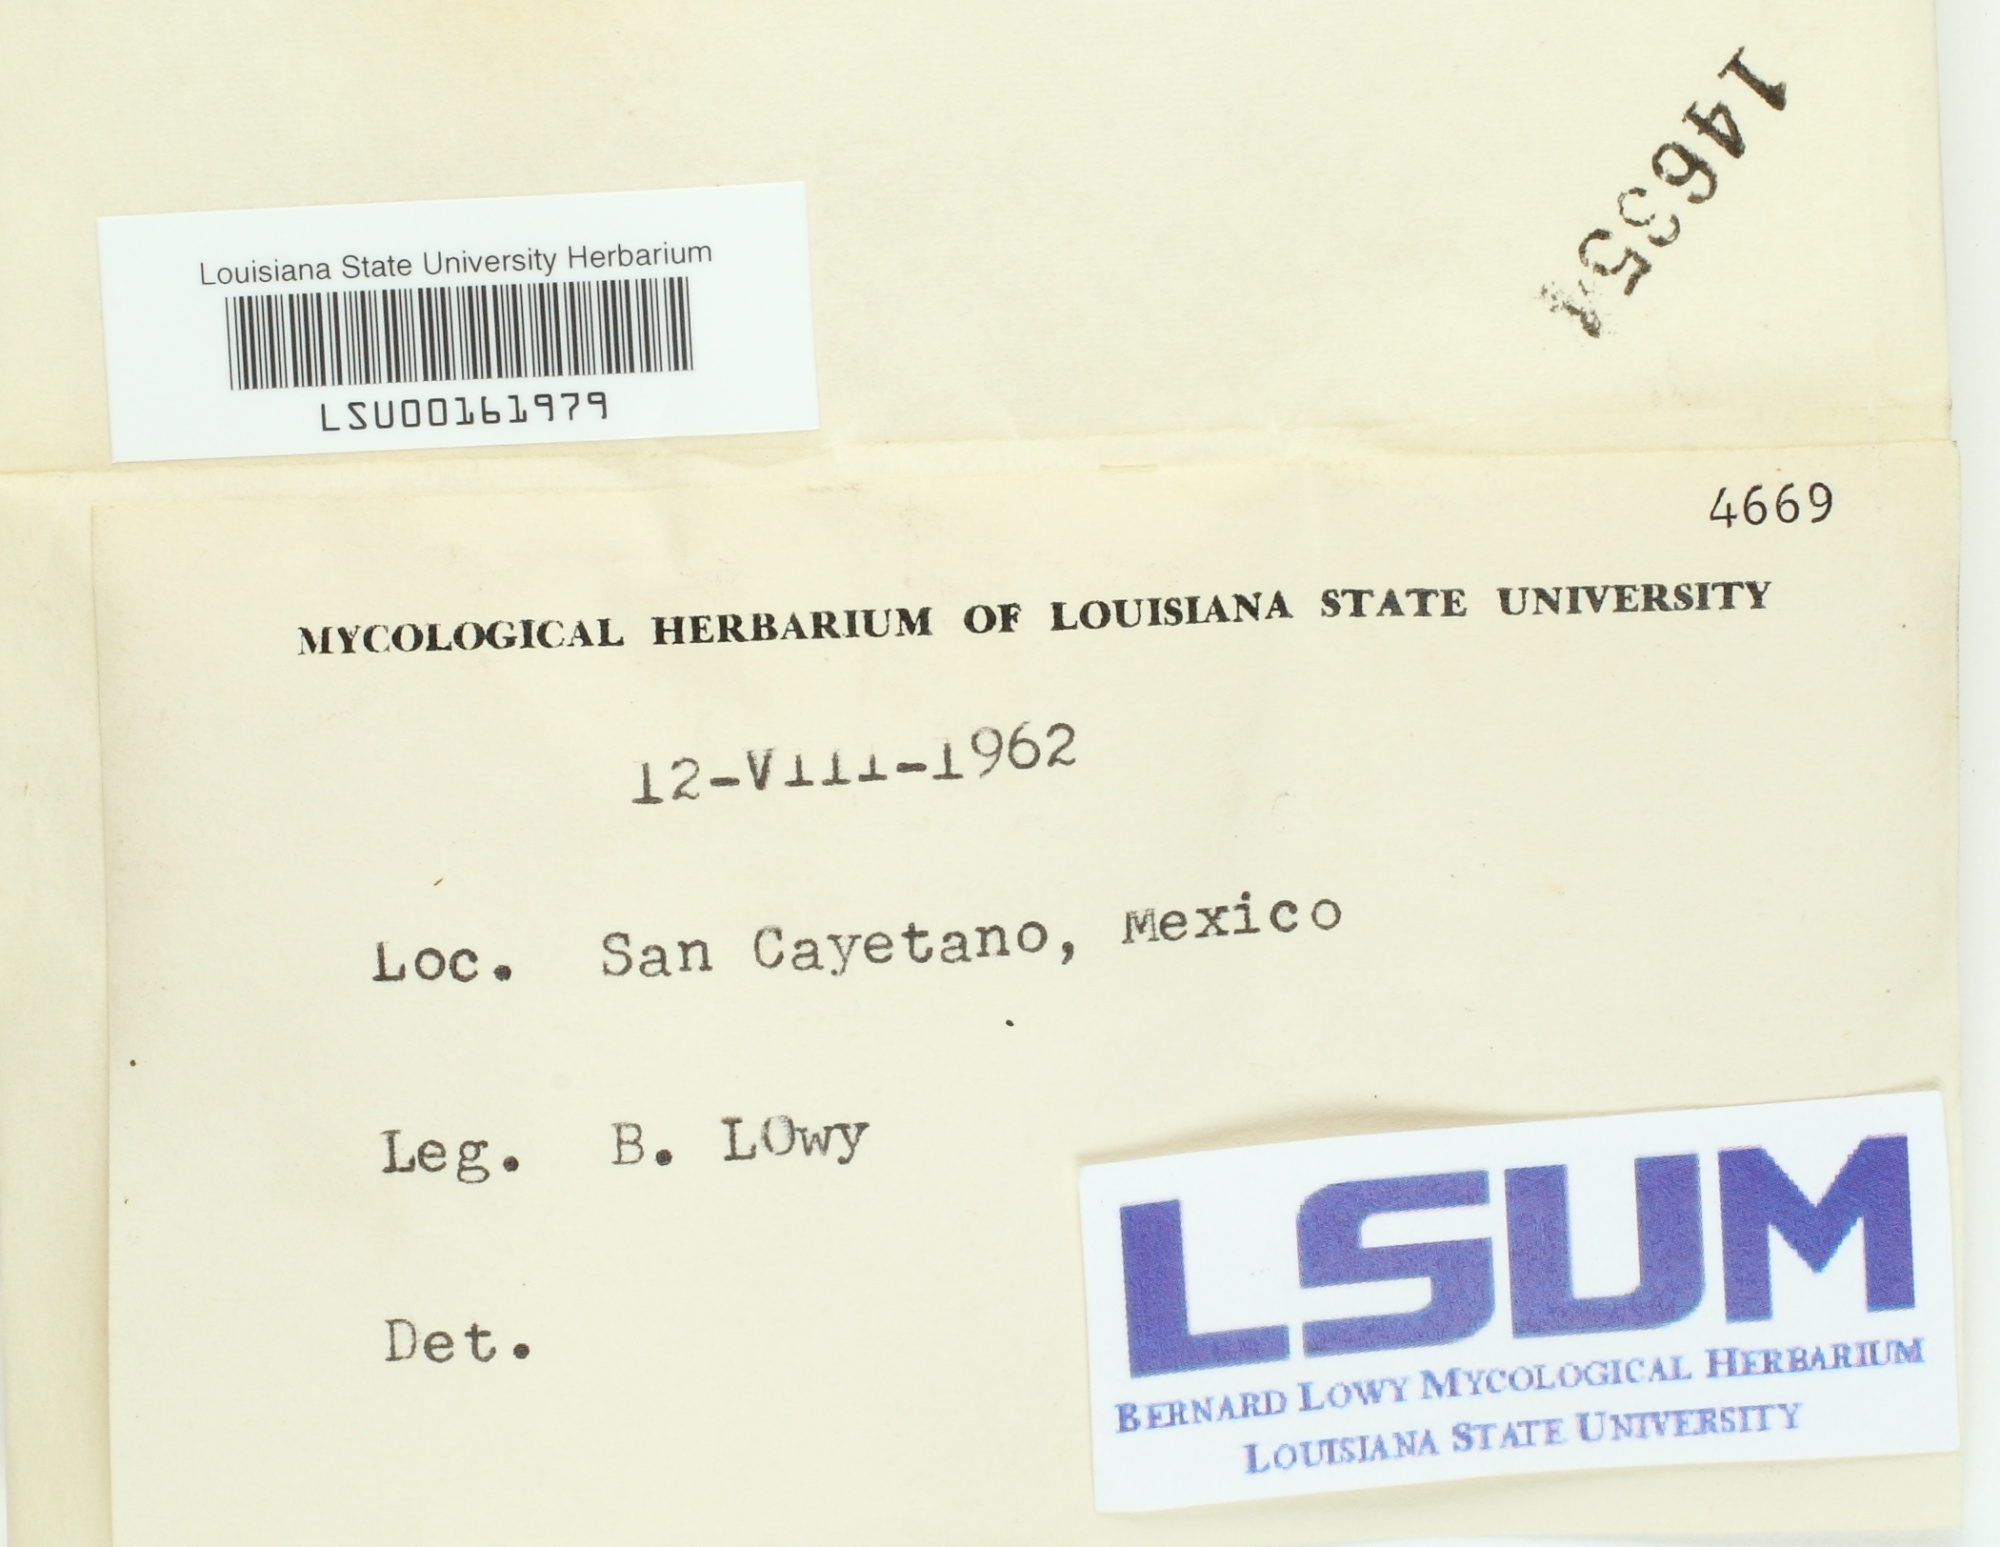 Louisiana State University Herbarium
LSU00161979
4669
MYCOLOGICAL HERBARIUM OF LOUISIANA STATE UNIVERSITY
12-VIII-1962
Loc. San Cayetano, Mexico
Leg. B. LOwy
Det.
LSUM
BERNARD LOWY MYCOLOGICAL HERBARIUM
LOUISIANA STATE UNIVERSITY